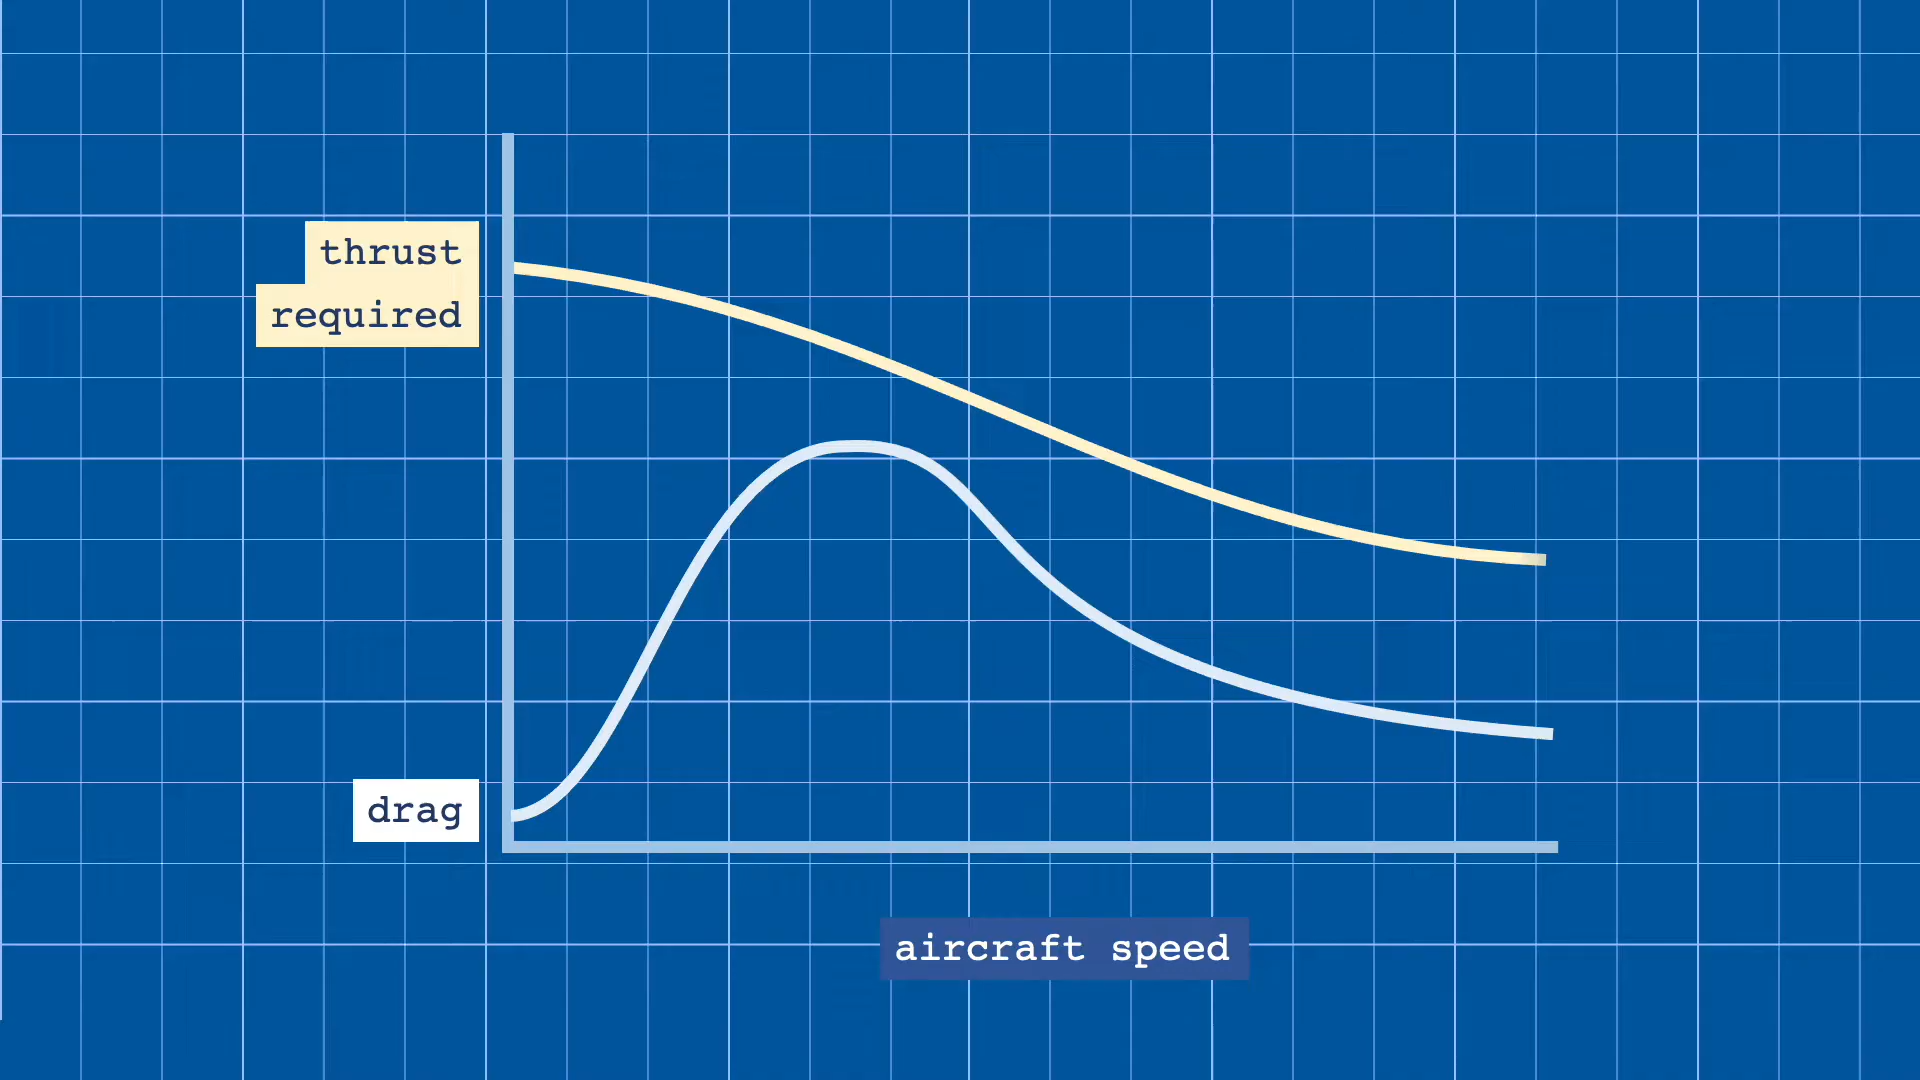 thrust
required
drag
aircraft speed